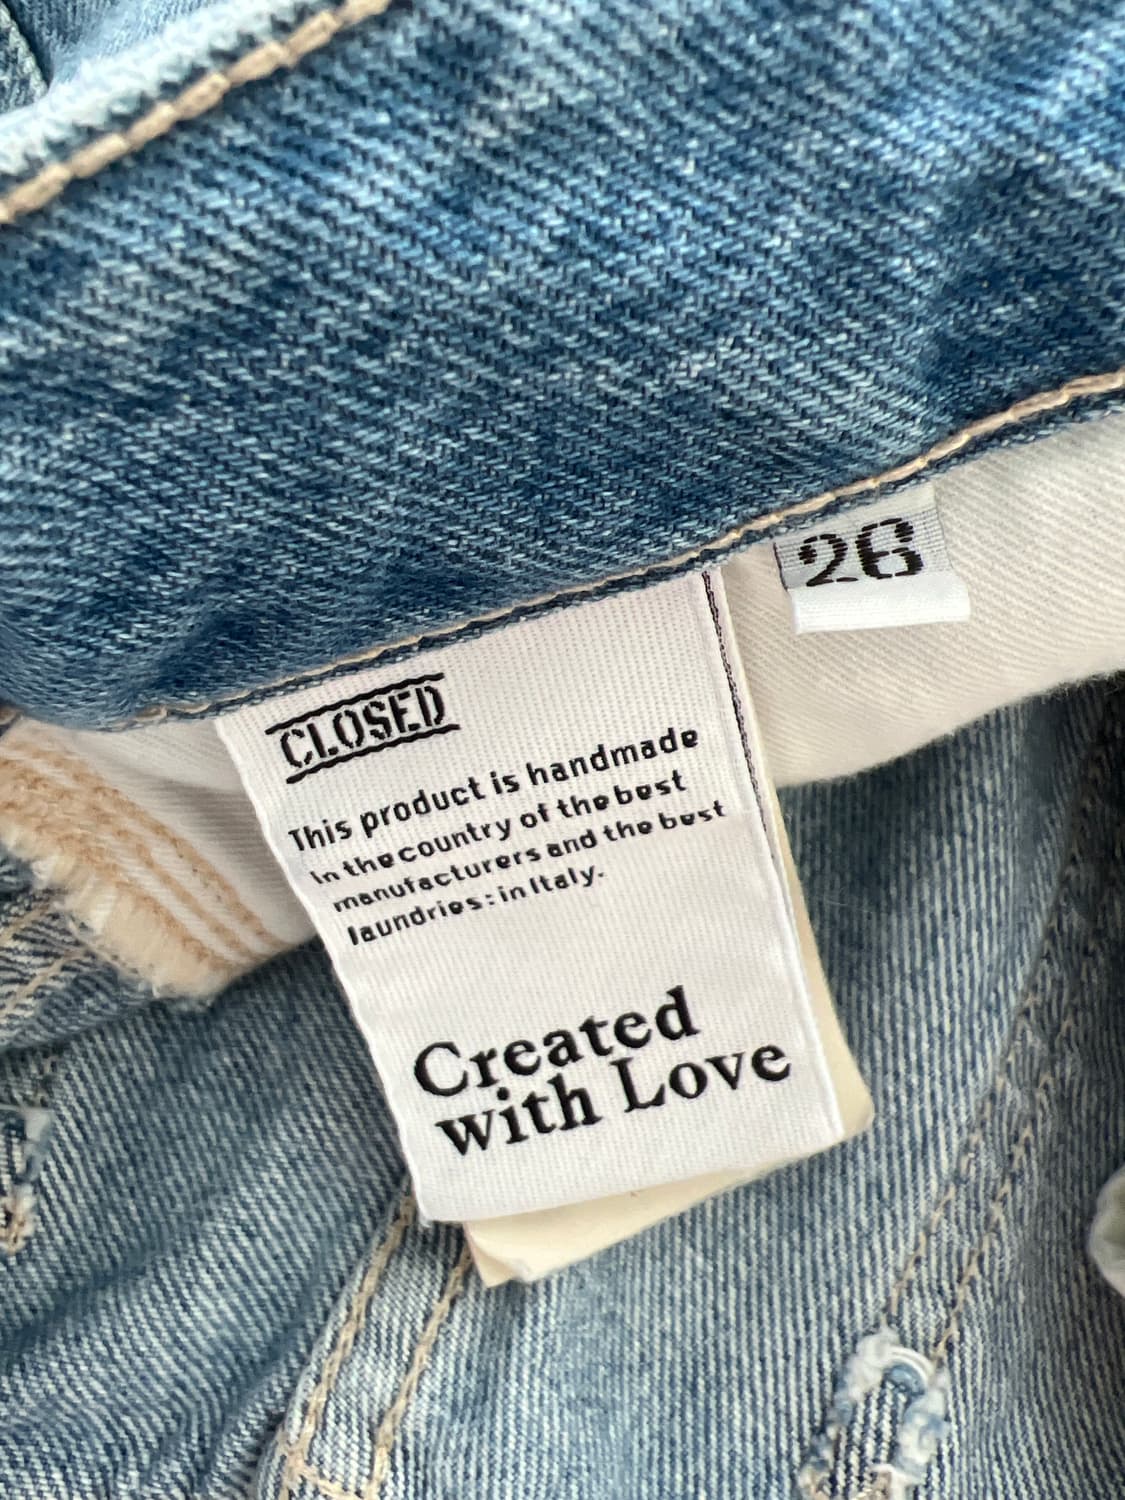 26
CLOSED
This product is handmade
in the country of the best
manufacturers and the best
laundries: in Italy.
Created
with Love